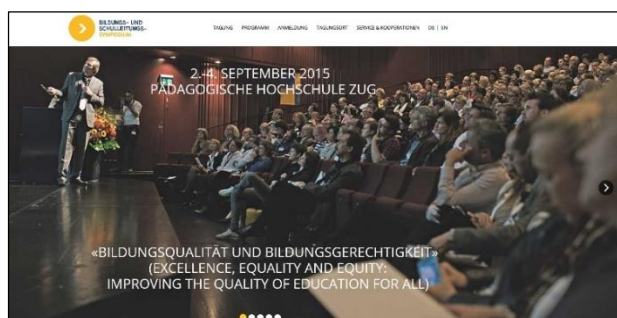 BILDUNGS- UND
SCHULLEITUNGS-
SYMPOSIUM
TAGUNG PROGRAMM ANMELDUNG TAGUNGSORT SERVICE & KOOPERATIONEN DE | EN
2.-4. SEPTEMBER 2015
PÄDAGOGISCHE HOCHSCHULE ZUG
«BILDUNGSQUALITÄT UND BILDUNGSGERECHTIGKEIT»
(EXCELLENCE, EQUALITY AND EQUITY:
IMPROVING THE QUALITY OF EDUCATION FOR ALL)